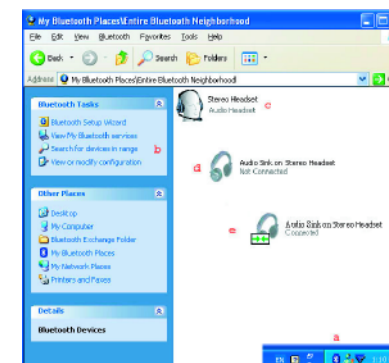 My Bluetooth Places\Entire Bluetooth Neighborhood
File Edit View Bluetooth Favorites Tools Help
Back Search Folders
Address My Bluetooth Places\Entire Bluetooth Neighborhood
Bluetooth Tasks
Bluetooth Setup Wizard
View My Bluetooth services
Search for devices in range b
View or modify configuration
Stereo Headset
Audio Headset c
d Audio Sink on Stereo Headset
Not Connected
Other Places
Desktop
My Computer
Bluetooth Exchange Folder
My Bluetooth Places
My Network Places
Printers and Faxes
e Audio Sink on Stereo Headset
Connected
Details
Bluetooth Devices
a
EN